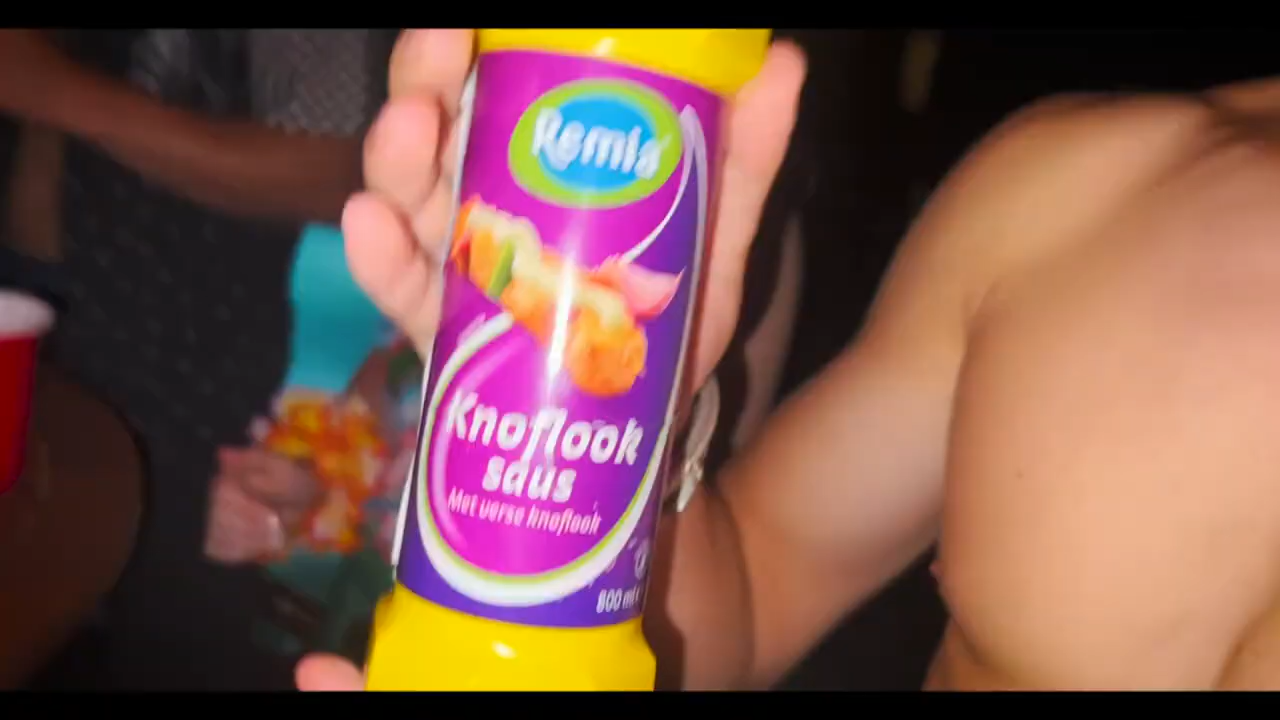 Remia
Knoflook
saus
Met verse knoflook
800 ml